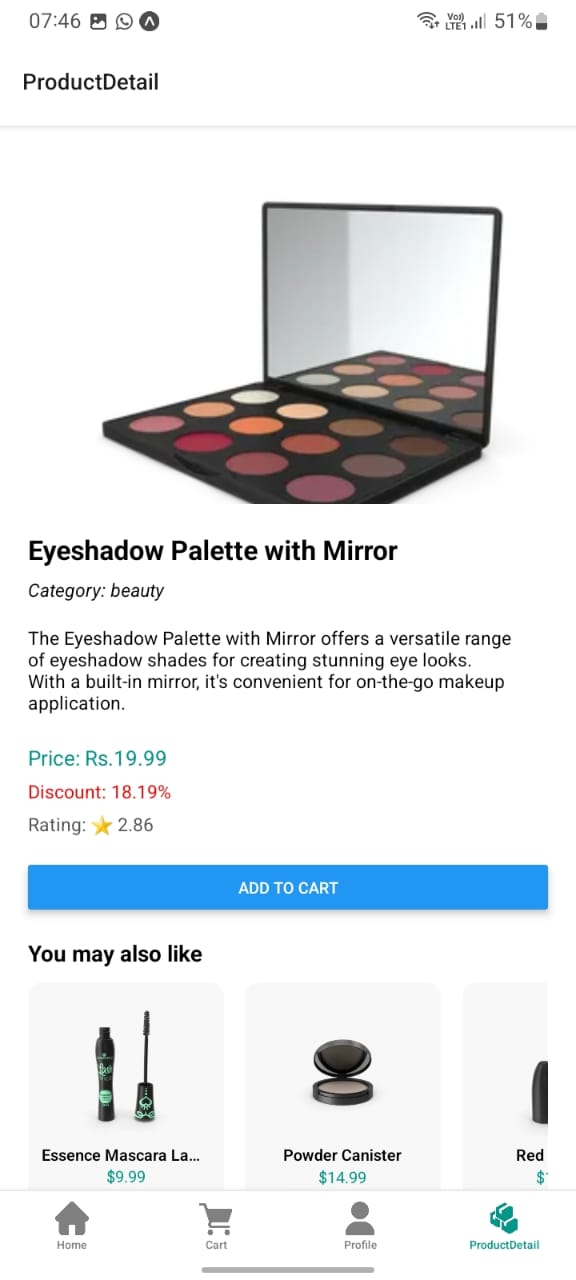 07:46
Vo))
LTE1
51%
ProductDetail
Eyeshadow Palette with Mirror
Category: beauty
The Eyeshadow Palette with Mirror offers a versatile range
of eyeshadow shades for creating stunning eye looks.
With a built-in mirror, it's convenient for on-the-go makeup
application.
Price: Rs.19.99
Discount: 18.19%
Rating: ⭐ 2.86
ADD TO CART
You may also like
Essence Mascara La...
$9.99
Powder Canister
$14.99
Red
$
Home
Cart
Profile
ProductDetail